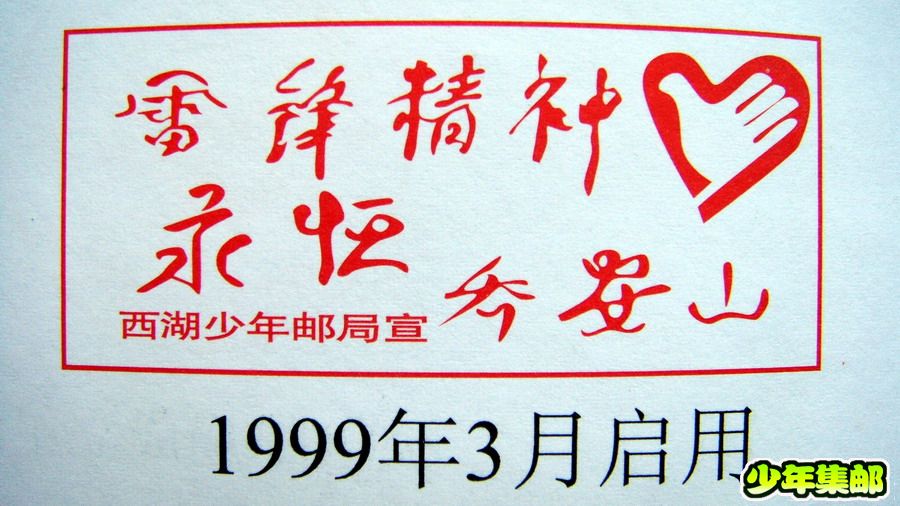 雷锋精神
永恒
乔安山
西湖少年邮局宣
1999年3月启用
少年集邮